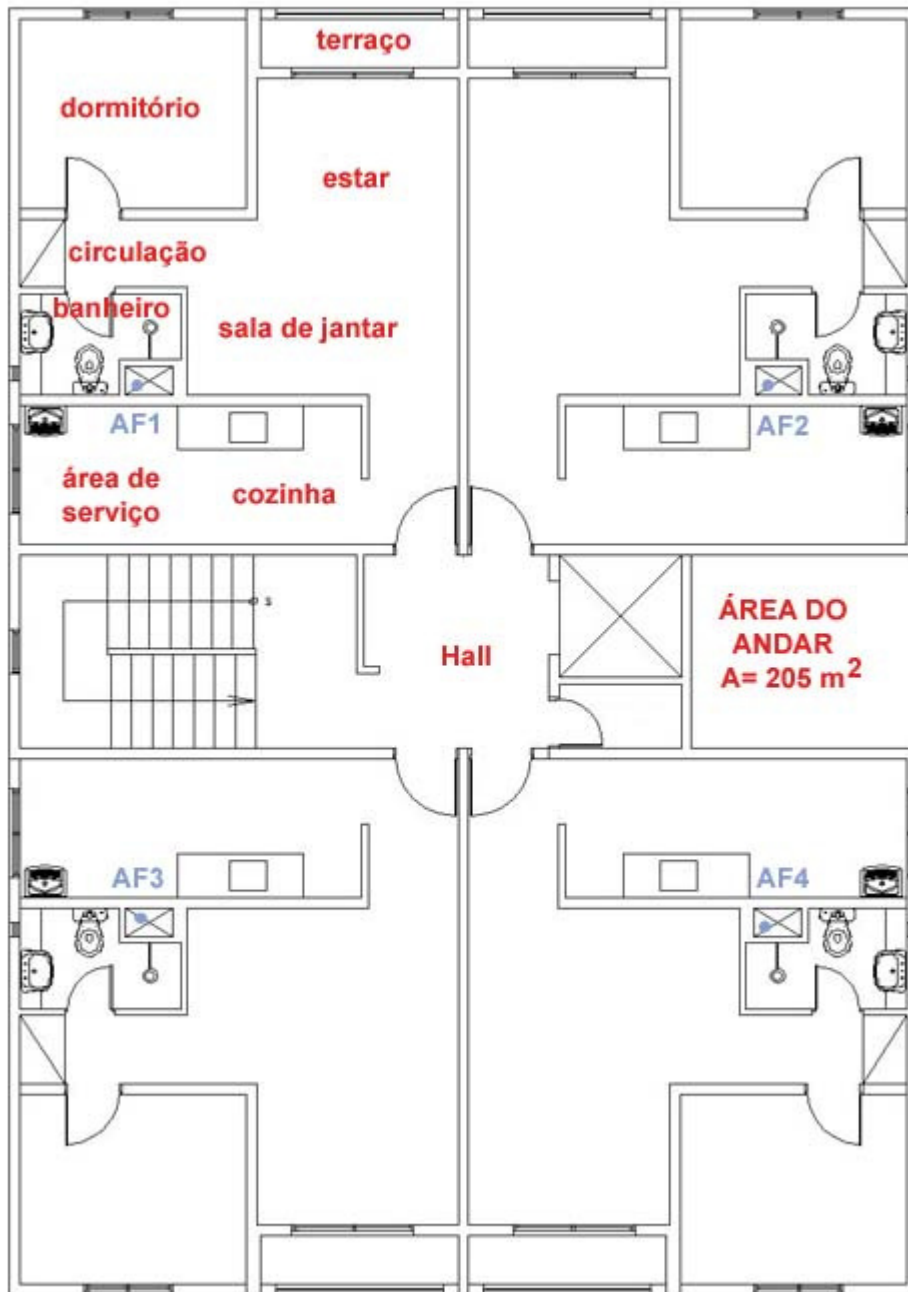 terraço
dormitório
estar
circulação
banheiro
sala de jantar
AF1
AF2
área de
serviço
cozinha
s
Hall
ÁREA DO
ANDAR
A= 205 m²
AF3
AF4